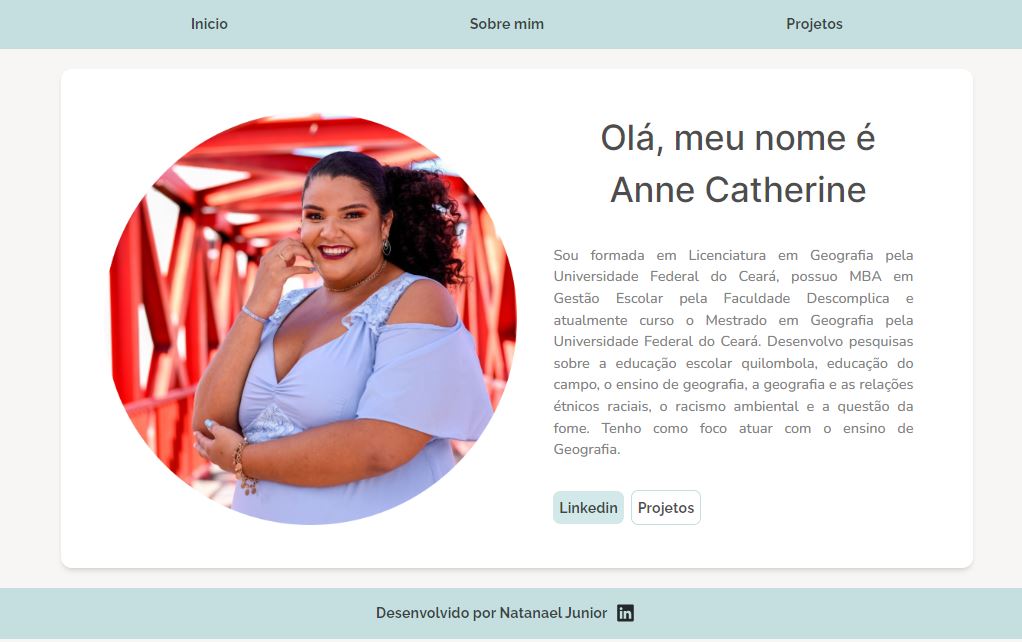 Inicio
Sobre mim
Projetos
Olá, meu nome é
Anne Catherine
Sou formada em Licenciatura em Geografia pela
Universidade Federal do Ceará, possuo MBA em
Gestão Escolar pela Faculdade Descomplica e
atualmente curso o Mestrado em Geografia pela
Universidade Federal do Ceará. Desenvolvo pesquisas
sobre a educação escolar quilombola, educação do
campo, o ensino de geografia, a geografia e as relações
étnicos raciais, o racismo ambiental e a questão da
fome. Tenho como foco atuar com o ensino de
Geografia.
Linkedin
Projetos
Desenvolvido por Natanael Junior
in